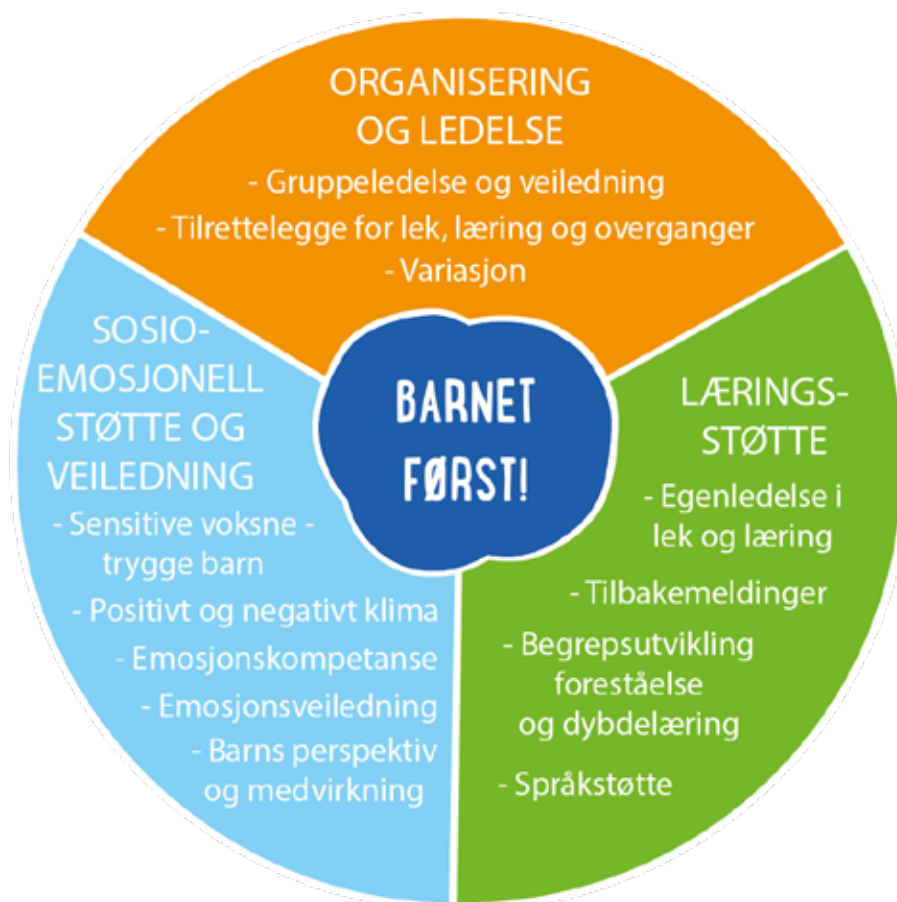 ORGANISERING
OG LEDELSE
- Gruppeledelse og veiledning
- Tilrettelegge for lek, læring og overganger
- Variasjon
SOSIO-
EMOSJONELL
STØTTE OG
VEILEDNING
- Sensitive voksne -
trygge barn
- Positivt og negativt klima
- Emosjonskompetanse
- Emosjonsveiledning
- Barns perspektiv
og medvirkning
BARNET
FØRST!
LÆRINGS-
STØTTE
- Egenledelse i
lek og læring
- Tilbakemeldinger
- Begrepsutvikling
foreståelse
og dybdelæring
- Språkstøtte